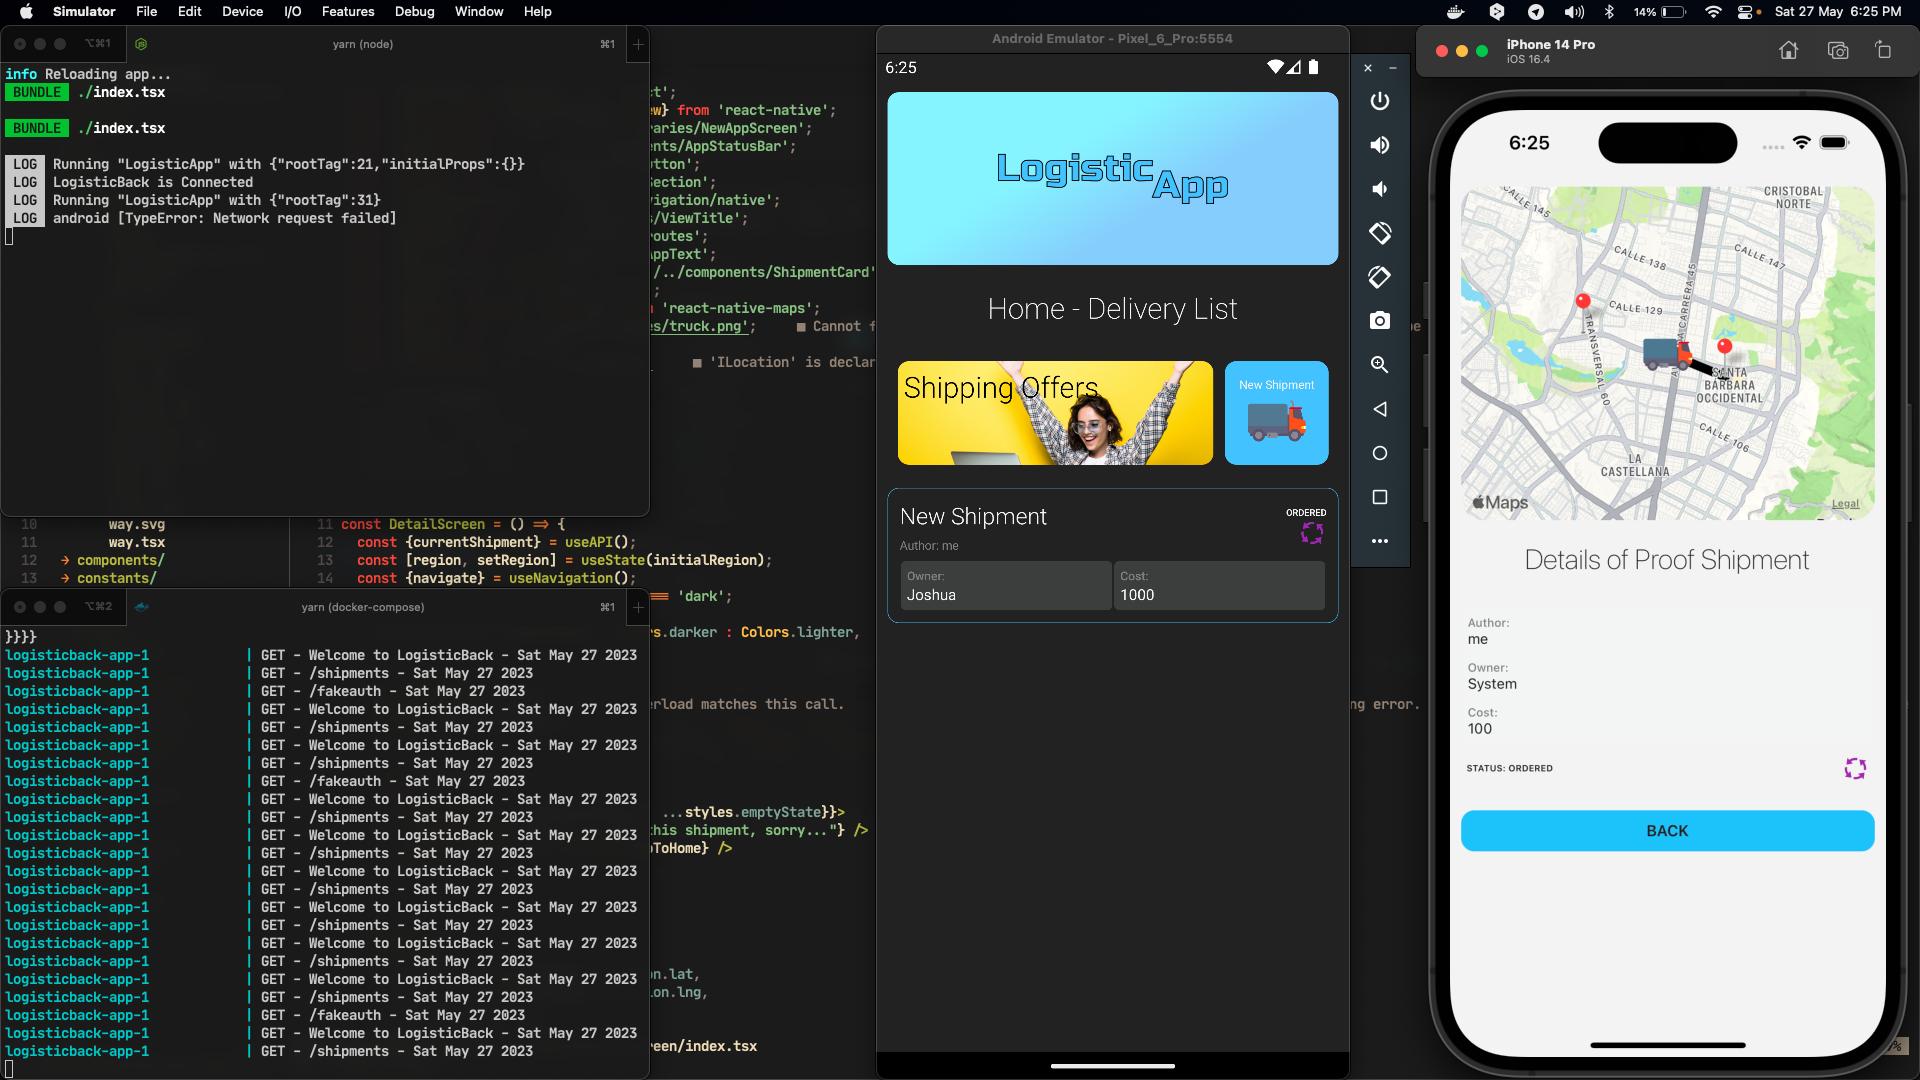 Simulator File Edit Device I/O Features Debug Window Help
14% Sat 27 May 6:25 PM
⌥⌘1 yarn (node) ⌘1
info Reloading app...
BUNDLE ./index.tsx
BUNDLE ./index.tsx
LOG Running "LogisticApp" with {"rootTag":21,"initialProps":{}}
LOG LogisticBack is Connected
LOG Running "LogisticApp" with {"rootTag":31}
LOG android [TypeError: Network request failed]
ct';
ew} from 'react-native';
raries/NewAppScreen';
ents/AppStatusBar';
utton';
Section';
vigation/native';
s/ViewTitle';
routes';
AppText';
/../components/ShipmentCard'
';
'react-native-maps';
es/truck.png'; ■ Cannot f
■ 'ILocation' is declar
10 way.svg
11 way.tsx
12 → components/
13 → constants/
11 const DetailScreen = () => {
12 const {currentShipment} = useAPI();
13 const [region, setRegion] = useState(initialRegion);
14 const {navigate} = useNavigation();
=== 'dark';
rs.darker : Colors.lighter,
erload matches this call.
ng error.
...styles.emptyState}}>
this shipment, sorry..."} />
oToHome} />
on.lat,
ion.lng,
reen/index.tsx
⌥⌘2 yarn (docker-compose) ⌘1
}}}}
logisticback-app-1 | GET - Welcome to LogisticBack - Sat May 27 2023
logisticback-app-1 | GET - /shipments - Sat May 27 2023
logisticback-app-1 | GET - /fakeauth - Sat May 27 2023
logisticback-app-1 | GET - Welcome to LogisticBack - Sat May 27 2023
logisticback-app-1 | GET - /shipments - Sat May 27 2023
logisticback-app-1 | GET - Welcome to LogisticBack - Sat May 27 2023
logisticback-app-1 | GET - /shipments - Sat May 27 2023
logisticback-app-1 | GET - /fakeauth - Sat May 27 2023
logisticback-app-1 | GET - Welcome to LogisticBack - Sat May 27 2023
logisticback-app-1 | GET - /shipments - Sat May 27 2023
logisticback-app-1 | GET - Welcome to LogisticBack - Sat May 27 2023
logisticback-app-1 | GET - /shipments - Sat May 27 2023
logisticback-app-1 | GET - Welcome to LogisticBack - Sat May 27 2023
logisticback-app-1 | GET - /shipments - Sat May 27 2023
logisticback-app-1 | GET - Welcome to LogisticBack - Sat May 27 2023
logisticback-app-1 | GET - /shipments - Sat May 27 2023
logisticback-app-1 | GET - Welcome to LogisticBack - Sat May 27 2023
logisticback-app-1 | GET - /shipments - Sat May 27 2023
logisticback-app-1 | GET - Welcome to LogisticBack - Sat May 27 2023
logisticback-app-1 | GET - /shipments - Sat May 27 2023
logisticback-app-1 | GET - /fakeauth - Sat May 27 2023
logisticback-app-1 | GET - Welcome to LogisticBack - Sat May 27 2023
logisticback-app-1 | GET - /shipments - Sat May 27 2023
Android Emulator - Pixel_6_Pro:5554
6:25
LogisticApp
Home - Delivery List
Shipping Offers
New Shipment
New Shipment
ORDERED
Author: me
Owner:
Joshua
Cost:
1000
iPhone 14 Pro
iOS 16.4
6:25
CRISTOBAL
NORTE
CALLE 145
CALLE 138
CALLE 147
AVENIDA CARRERA 45
CALLE 129
TRANSVERSAL 60
SANTA
BÁRBARA
OCCIDENTAL
CALLE 106
LA
CASTELLANA
Maps
Legal
Details of Proof Shipment
Author:
me
Owner:
System
Cost:
100
STATUS: ORDERED
BACK